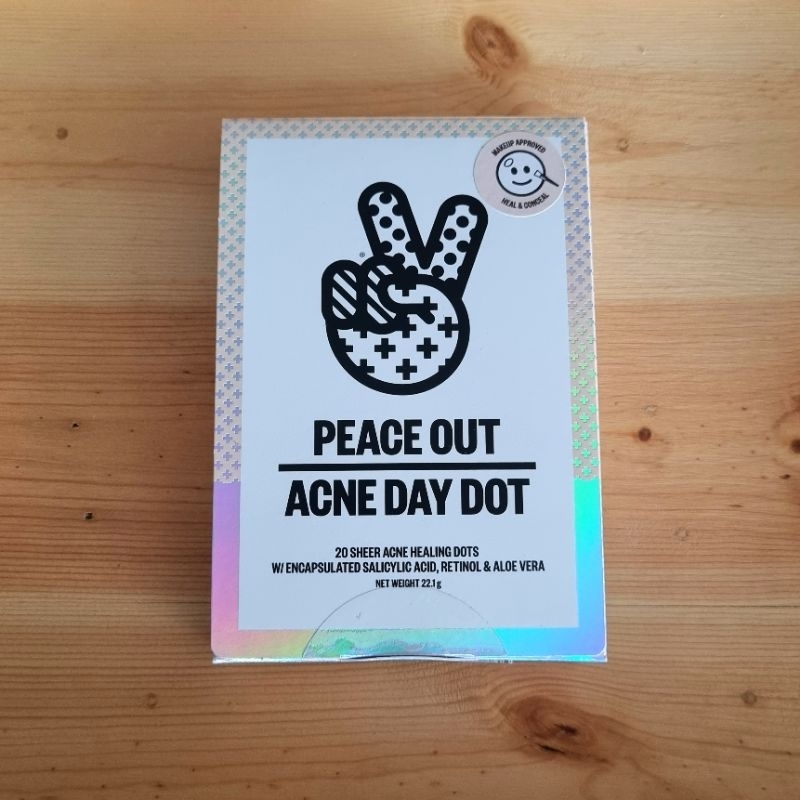 MAKEUP APPROVED
HEAL & CONCEAL
®
PEACE OUT
ACNE DAY DOT
20 SHEER ACNE HEALING DOTS
W/ ENCAPSULATED SALICYLIC ACID, RETINOL & ALOE VERA
NET WEIGHT 22.1g